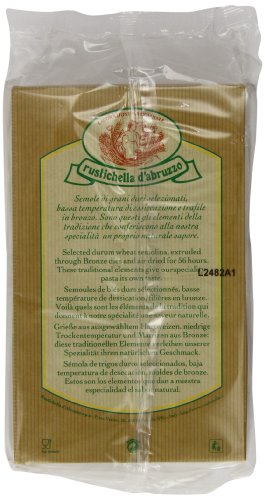 rustichella d'abruzzo
Semole di grani duri selezionati,
bassa temperatura di essiccazione e trafile
in bronzo. Sono questi gli elementi della
tradizione che conferiscono alla nostra
specialità un proprio naturale sapore.
Selected durum wheat semolina, extruded
through Bronze dies and air dried for 56 hours.
These traditional elements give our speciality
pasta its own taste.
L2482A1
Semoules de blés durs sélectionnés, basse
température de dessication filières en bronze.
Voilà quels sont les éléments de tradition qui
donnent à notre spécialité une saveur naturelle.
Grieße aus ausgewählten Hartweizen, niedrige
Trockentemperatur und Matrizen aus Bronze:
diese traditionellen Elementen verleihen unserer
Spezialität ihren natürlichen Geschmack.
Sémola de trigos duros seleccionados, baja
temperatura de desecación moldes de bronze.
Estos son los elementos que dan a nuestra
especialidad el sabor natural.